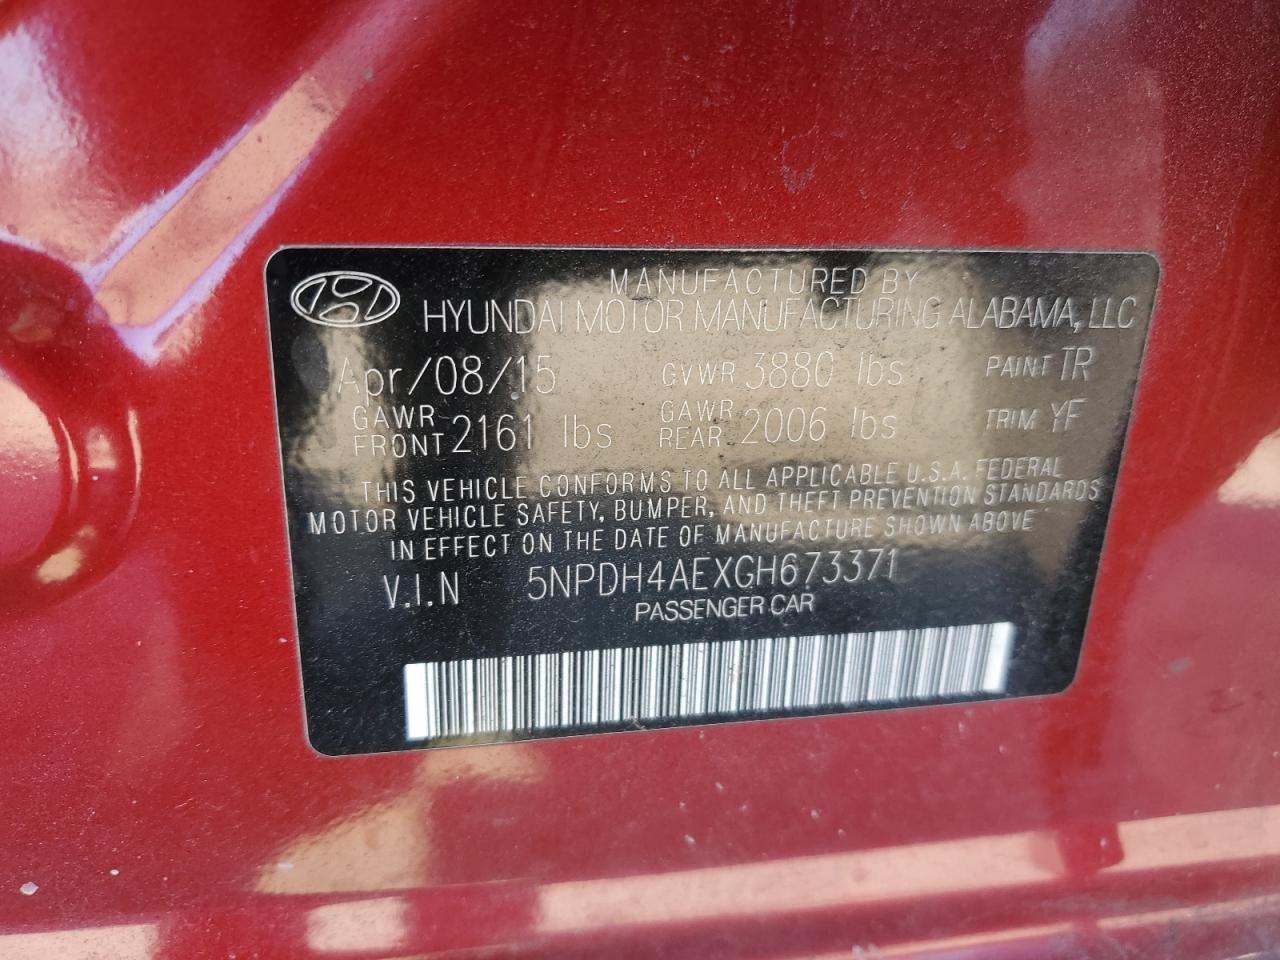 MANUFACTURED BY
HYUNDAI MOTOR MANUFACTURING ALABAMA, LLC
Apr/08/15 GVWR 3880 lbs PAINT TR
GAWR FRONT 2161 lbs GAWR REAR 2006 lbs TRIM YF
THIS VEHICLE CONFORMS TO ALL APPLICABLE U.S.A. FEDERAL
MOTOR VEHICLE SAFETY, BUMPER, AND THEFT PREVENTION STANDARDS
IN EFFECT ON THE DATE OF MANUFACTURE SHOWN ABOVE
V.I.N 5NPDH4AEXGH673371
PASSENGER CAR